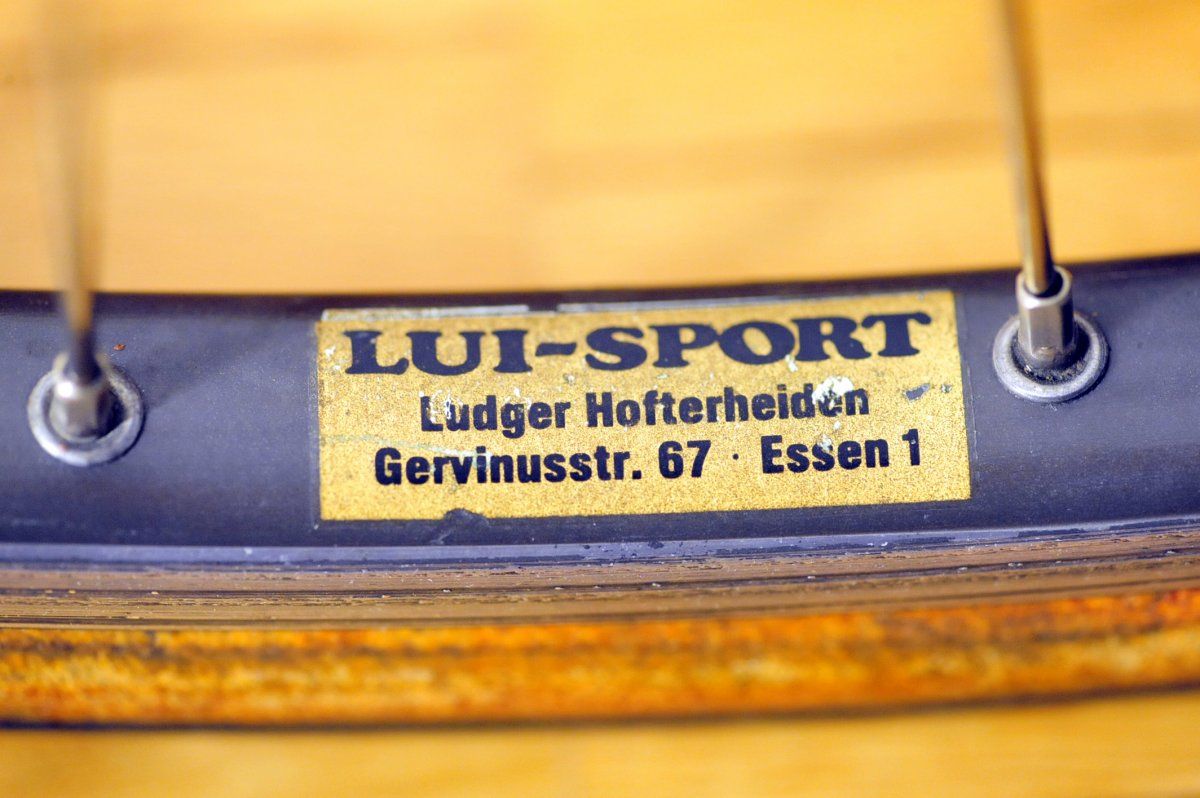 LUI-SPORT
Ludger Hofterheiden
Gervinusstr. 67 · Essen 1